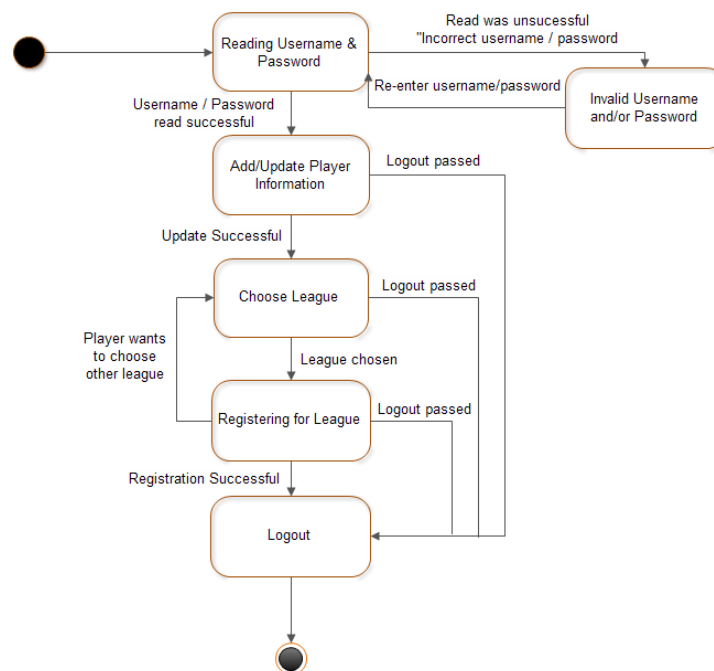 Reading Username &
Password
Read was unsucessful
"Incorrect username / password
Re-enter username/password
Invalid Username
and/or Password
Username / Password
read successful
Add/Update Player
Information
Logout passed
Update Successful
Choose League
Logout passed
Player wants
to choose
other league
League chosen
Registering for League
Logout passed
Registration Successful
Logout